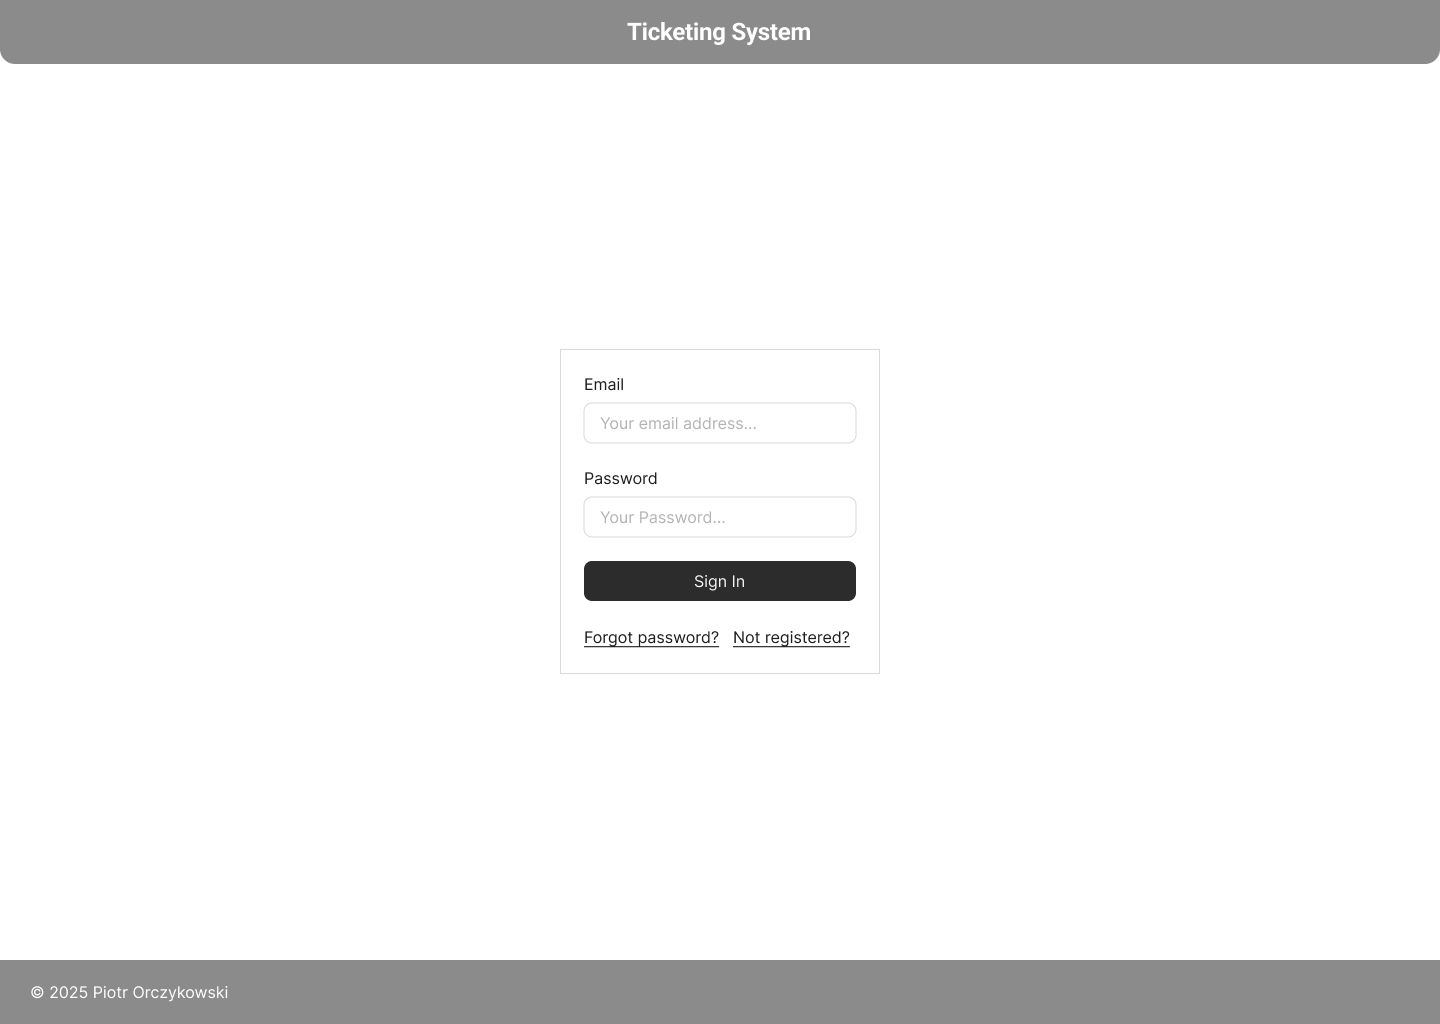 Ticketing System
Email
Your email address...
Password
Your Password...
Sign In
Forgot password? Not registered?
© 2025 Piotr Orczykowski